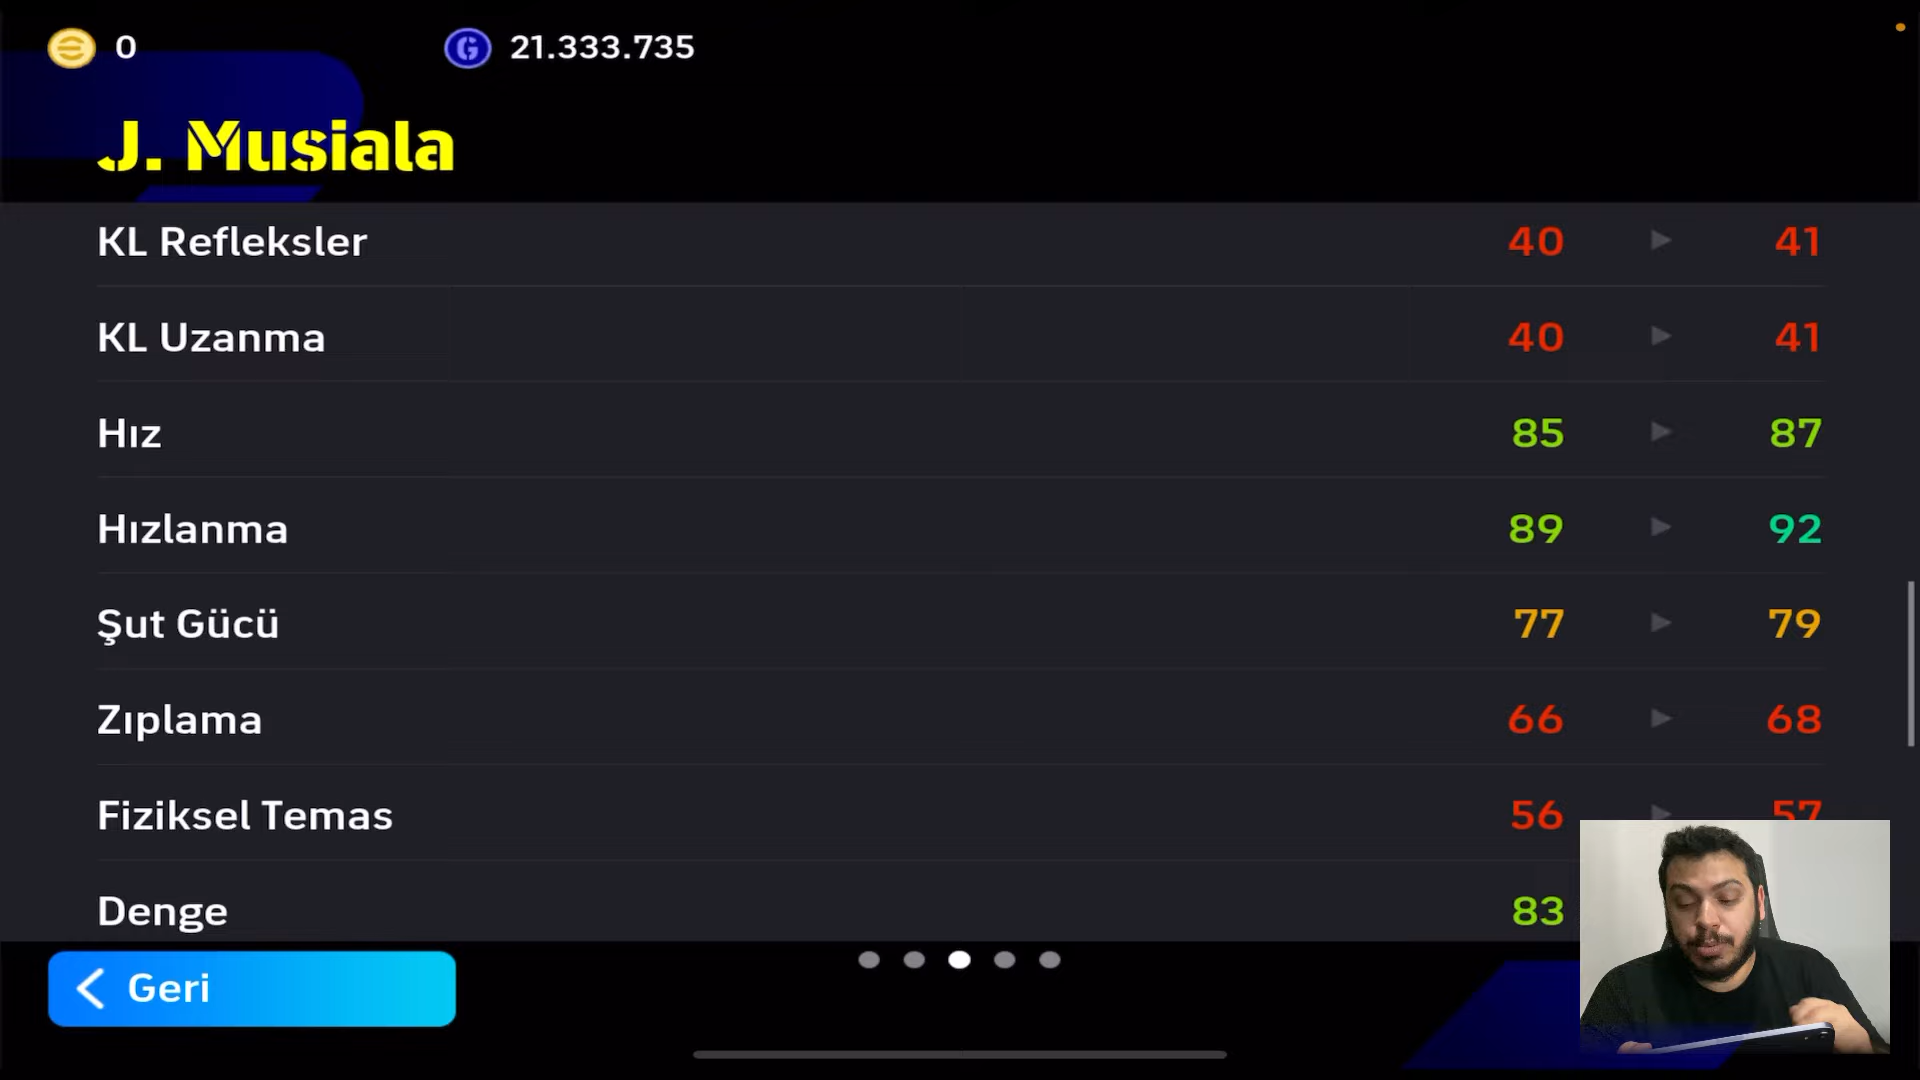 0
21.333.735
J. Musiala
KL Refleksler 40 41
KL Uzanma 40 41
Hız 85 87
Hızlanma 89 92
Şut Gücü 77 79
Zıplama 66 68
Fiziksel Temas 56 57
Denge 83
Geri